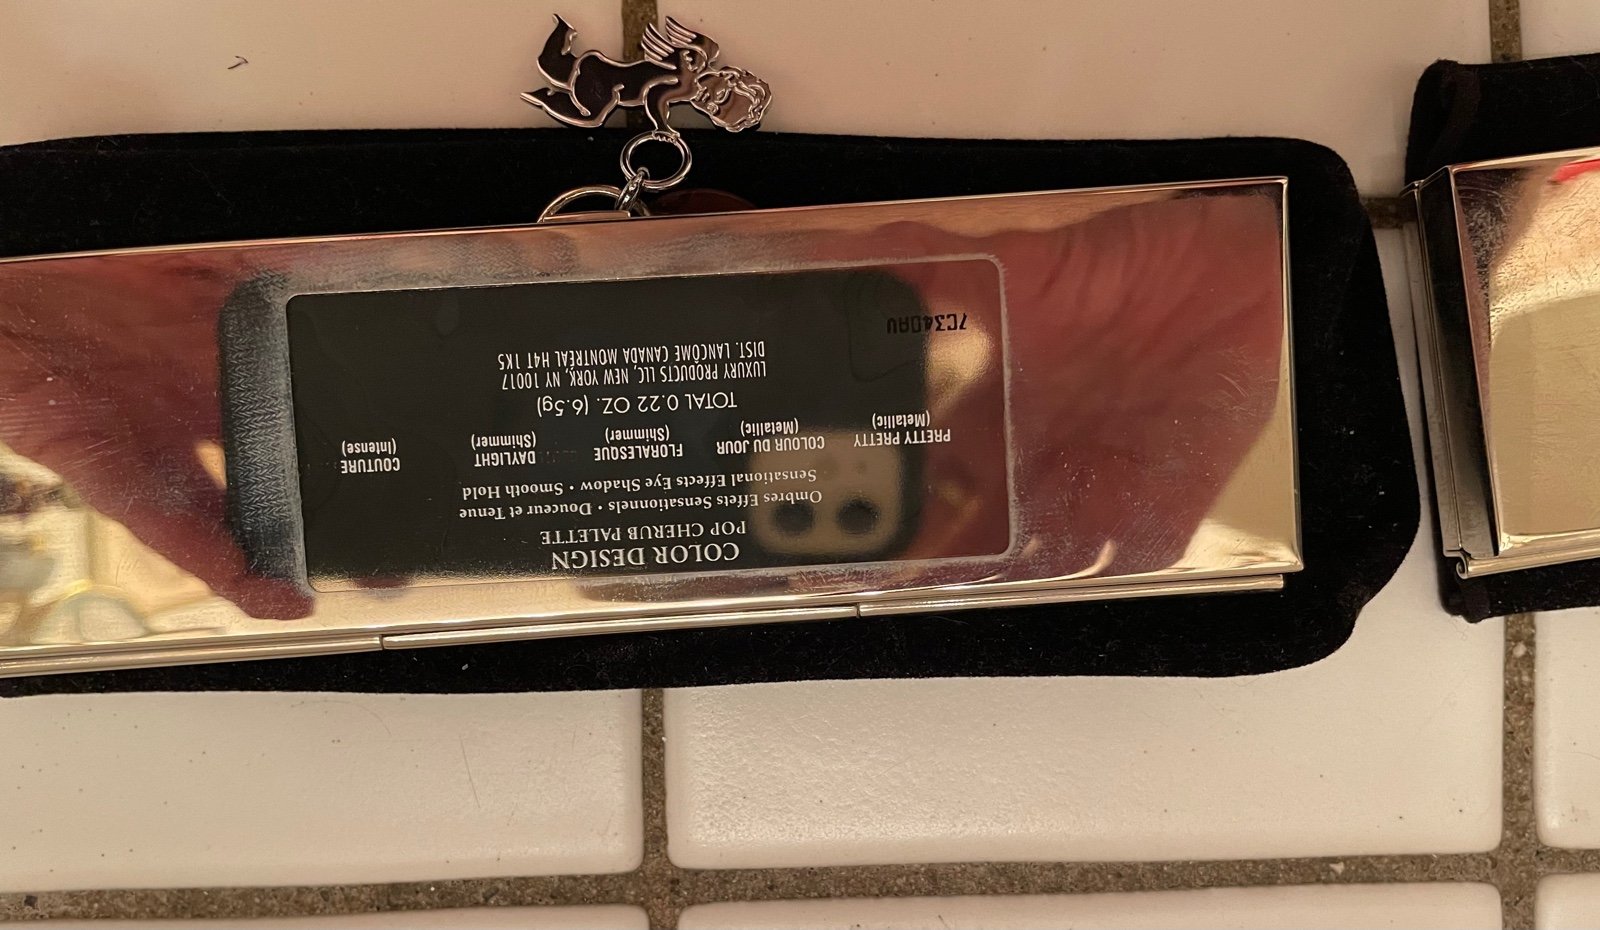 COLOR DESIGN
POP CHERUB PALETTE
Ombres Effets Sensationnels • Douceur et Tenue
Sensational Effects Eye Shadow • Smooth Hold
PRETTY PRETTY COLOUR DU JOUR FLORALESQUE DAYLIGHT COUTURE
(Metallic) (Metallic) (Shimmer) (Shimmer) (Intense)
TOTAL 0.22 OZ. (6.5g)
LUXURY PRODUCTS LLC, NEW YORK, NY 10017
DIST. LANCÔME CANADA MONTRÉAL H4T 1K5